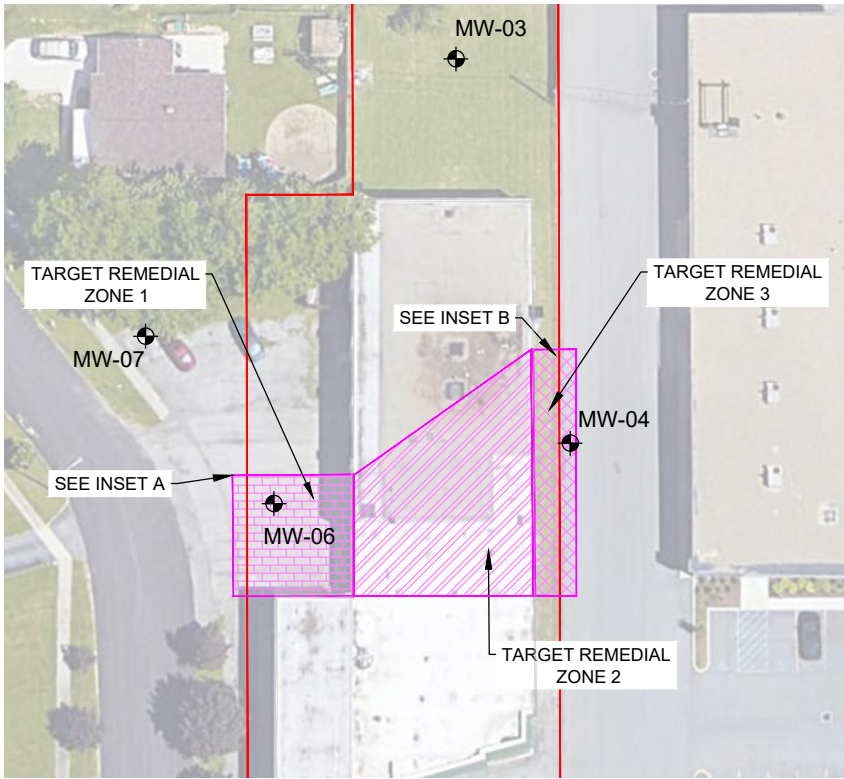 MW-03
TARGET REMEDIAL
ZONE 1
TARGET REMEDIAL
ZONE 3
SEE INSET B
MW-07
MW-04
SEE INSET A
MW-06
TARGET REMEDIAL
ZONE 2